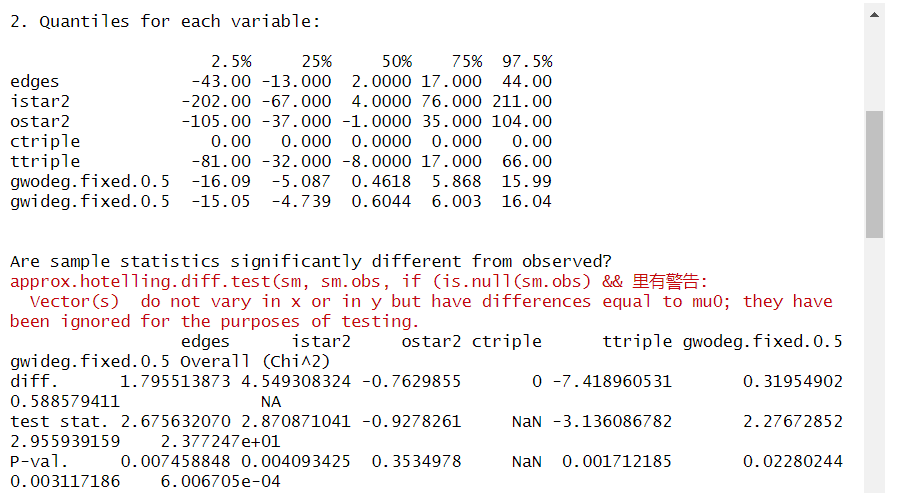 2. Quantiles for each variable:
2.5% 25% 50% 75% 97.5%
edges -43.00 -13.000 2.0000 17.000 44.00
istar2 -202.00 -67.000 4.0000 76.000 211.00
ostar2 -105.00 -37.000 -1.0000 35.000 104.00
ctriple 0.00 0.000 0.0000 0.000 0.00
ttriple -81.00 -32.000 -8.0000 17.000 66.00
gwodeg.fixed.0.5 -16.09 -5.087 0.4618 5.868 15.99
gwideg.fixed.0.5 -15.05 -4.739 0.6044 6.003 16.04
Are sample statistics significantly different from observed?
approx.hotelling.diff.test(sm, sm.obs, if (is.null(sm.obs) && 里有警告:
Vector(s) do not vary in x or in y but have differences equal to mu0; they have
been ignored for the purposes of testing.
edges istar2 ostar2 ctriple ttriple gwodeg.fixed.0.5
gwideg.fixed.0.5 Overall (Chi^2)
diff. 1.795513873 4.549308324 -0.7629855 0 -7.418960531 0.31954902
0.588579411 NA
test stat. 2.675632070 2.870871041 -0.9278261 NaN -3.136086782 2.27672852
2.955939159 2.377247e+01
P-val. 0.007458848 0.004093425 0.3534978 NaN 0.001712185 0.02280244
0.003117186 6.006705e-04